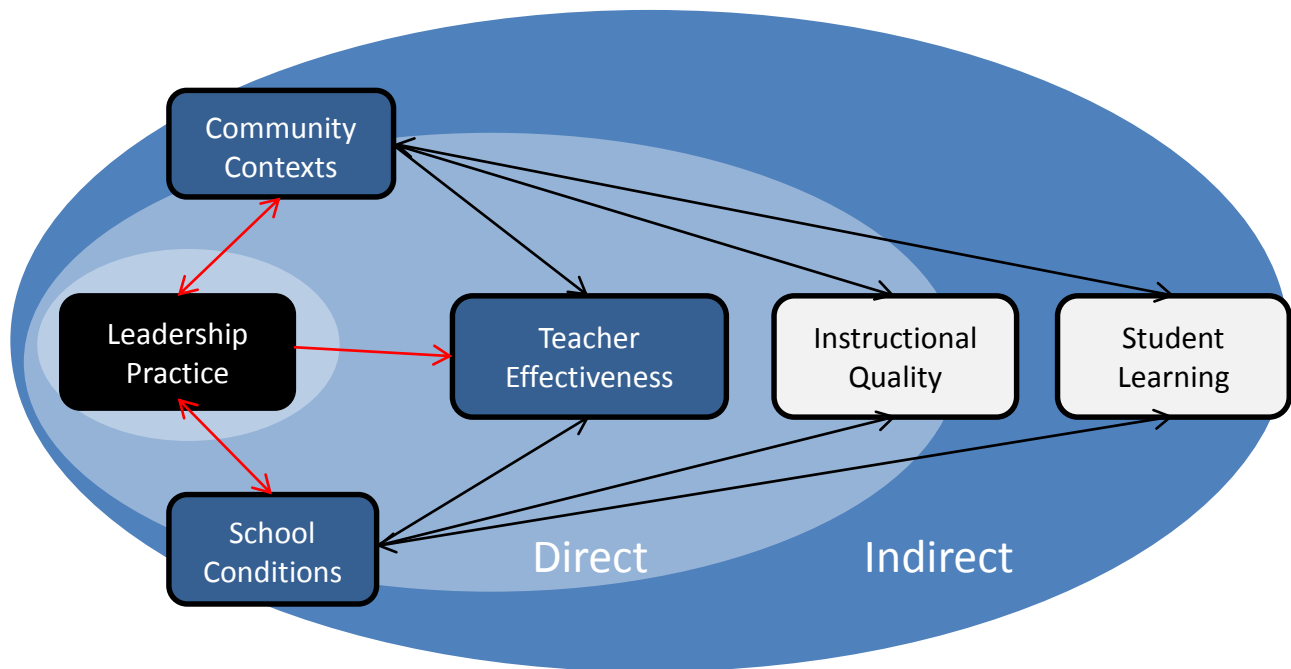 Community
Contexts
Leadership
Practice
Teacher
Effectiveness
Instructional
Quality
Student
Learning
School
Conditions
Direct
Indirect